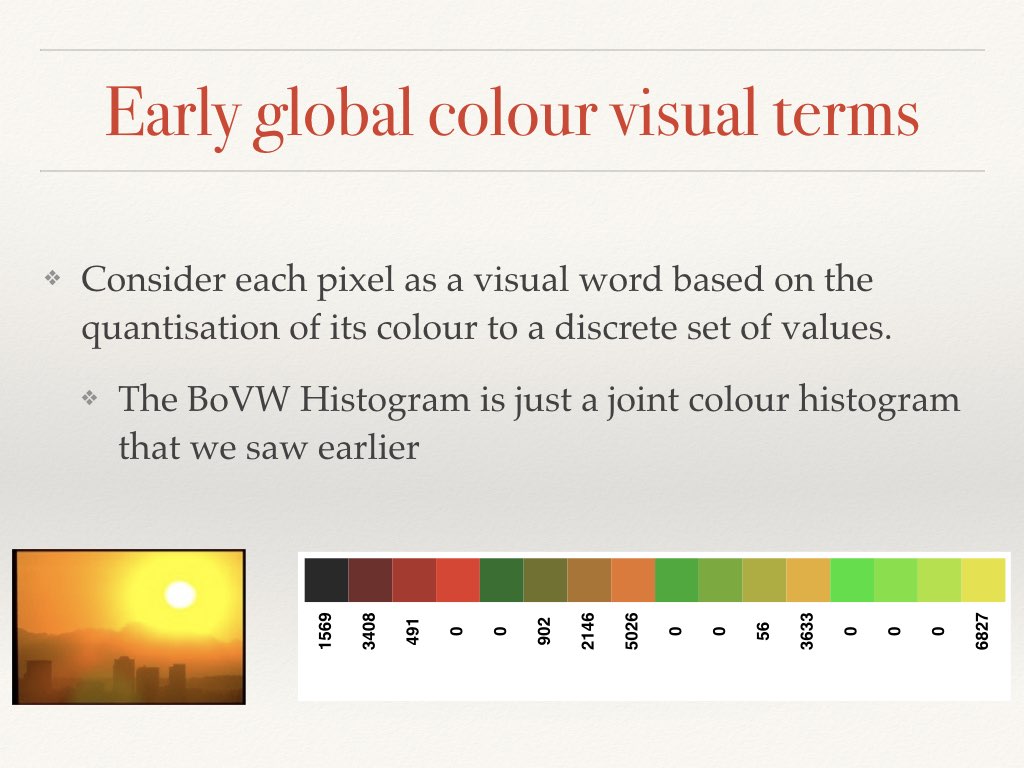 Early global colour visual terms
Consider each pixel as a visual word based on the
quantisation of its colour to a discrete set of values.
The BoVW Histogram is just a joint colour histogram
that we saw earlier
1569 3408 491 0 0 902 2146 5026 0 0 56 3633 0 0 0 6827